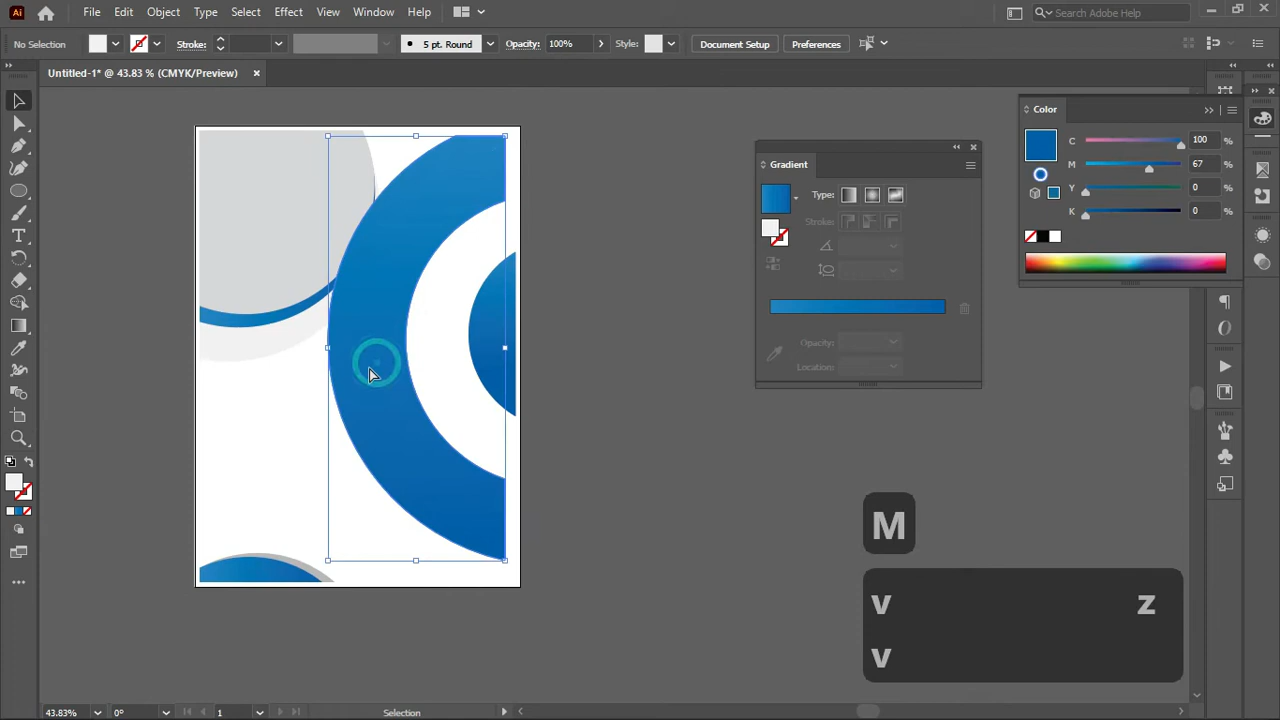 Ai File Edit Object Type Select Effect View Window Help Search Adobe Help
No Selection Stroke: 5 pt. Round Opacity: 100% Style: Document Setup Preferences
Untitled-1* @ 43.83 % (CMYK/Preview)
Color
C 100 %
M 67 %
Y 0 %
K 0 %
Gradient
Type:
Stroke:
Opacity:
Location:
M
v z
v
43.83% 0° 1 Selection